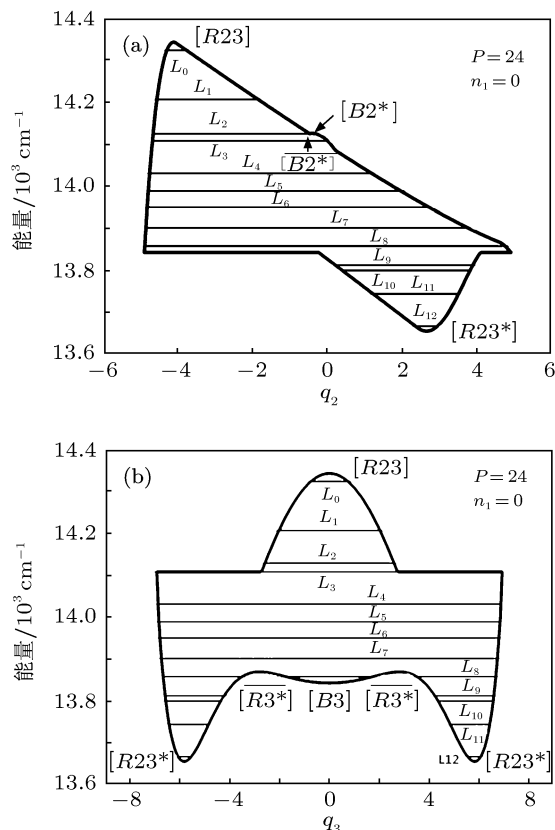 (a)
[R23]
P = 24
n₁ = 0
14.4
14.2
14.0
13.8
13.6
能量/10³ cm⁻¹
L₀
L₁
L₂
[B2*]
L₃
[B2*]
L₄
L₅
L₆
L₇
L₈
L₉
L₁₀ L₁₁
L₁₂
[R23*]
−6 −4 −2 0 2 4 6
q₂
(b)
[R23]
P = 24
n₁ = 0
14.4
14.2
14.0
13.8
13.6
能量/10³ cm⁻¹
L₀
L₁
L₂
L₃
L₄
L₅
L₆
L₇
L₈
[R3*] [B3] [R3*]
L₉
L₁₀
L₁₁
[R23*] L12 [R23*]
−8 −4 0 4 8
q₃